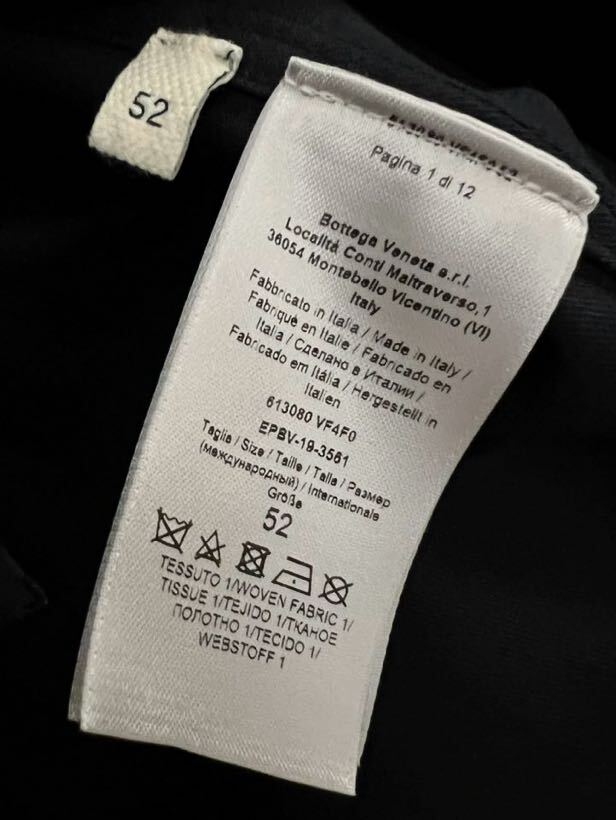 52
Pagina 1 di 12
Bottega Veneta s.r.l.
Località Conti Maltraverso, 1
36054 Montebello Vicentino (VI)
Italy
Fabbricato in Italia / Made in Italy /
Fabriqué en Italie / Fabricado en
Italia / Сделано в Италии /
Fabricado em Itália / Hergestellt in
Italien
613080 VF4F0
EPBV-19-3561
Taglia / Size / Taille / Talla / Размер
(международный) / Internationale
Größe
52
TESSUTO 1/WOVEN FABRIC 1/
TISSUE 1/TEJIDO 1/ТКАНОЕ
ПОЛОТНО 1/TECIDO 1/
WEBSTOFF 1